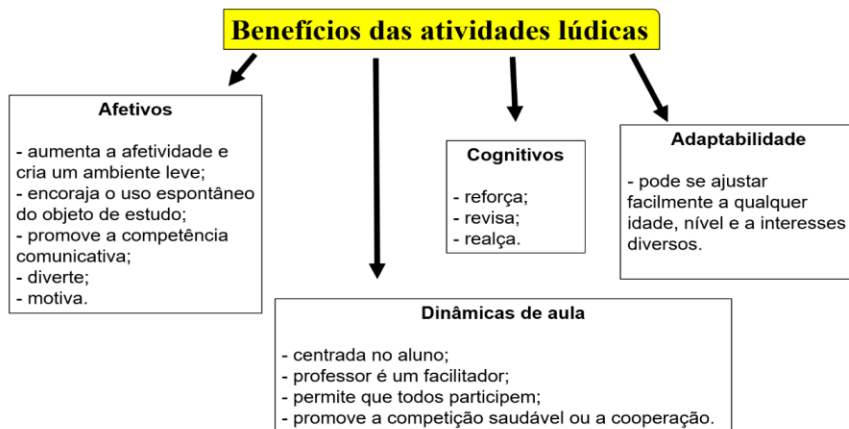 Benefícios das atividades lúdicas
Afetivos
- aumenta a afetividade e
cria um ambiente leve;
- encoraja o uso espontâneo
do objeto de estudo;
- promove a competência
comunicativa;
- diverte;
- motiva.
Dinâmicas de aula
- centrada no aluno;
- professor é um facilitador;
- permite que todos participem;
- promove a competição saudável ou a cooperação.
Cognitivos
- reforça;
- revisa;
- realça.
Adaptabilidade
- pode se ajustar
facilmente a qualquer
idade, nível e a interesses
diversos.